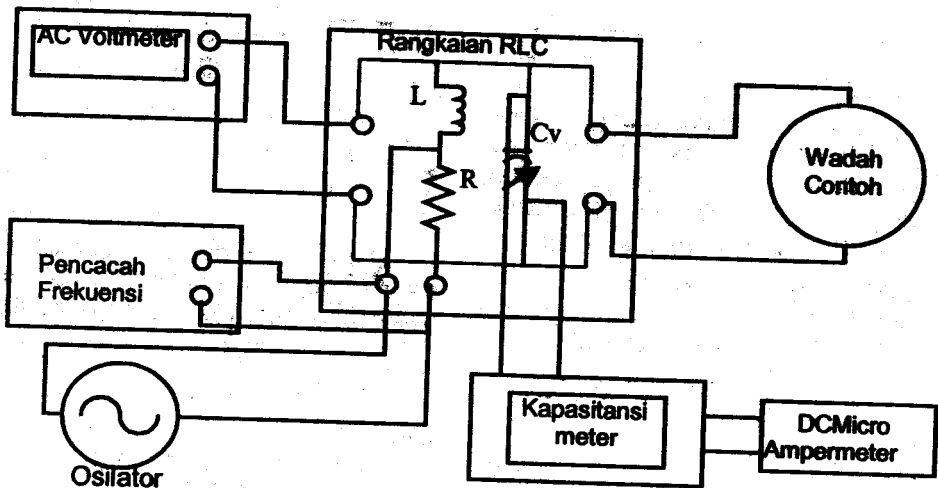 AC Voltmeter
Rangkaian RLC
L
Cv
R
Wadah
Contoh
Pencacah
Frekuensi
Kapasitansi
meter
DCMicro
Ampermeter
Osilator